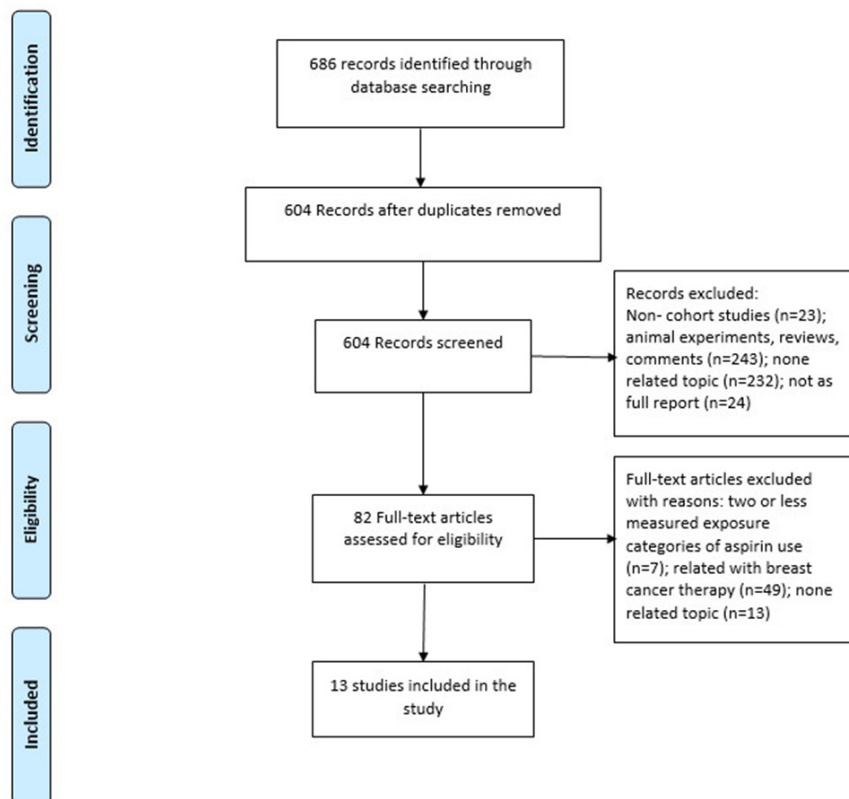 Identification
686 records identified through
database searching
604 Records after duplicates removed
Screening
604 Records screened
Records excluded:
Non- cohort studies (n=23);
animal experiments, reviews,
comments (n=243); none
related topic (n=232); not as
full report (n=24)
Eligibility
82 Full-text articles
assessed for eligibility
Full-text articles excluded
with reasons: two or less
measured exposure
categories of aspirin use
(n=7); related with breast
cancer therapy (n=49); none
related topic (n=13)
Included
13 studies included in the
study